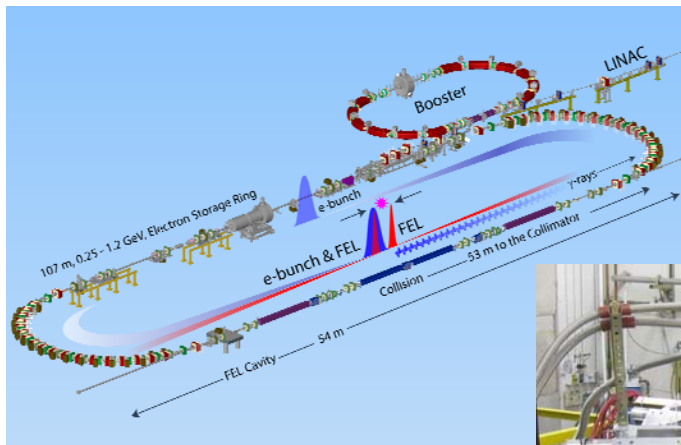 LINAC
Booster
107 m, 0.25 - 1.2 GeV, Electron Storage Ring
e-bunch
γ-rays
FEL
e-bunch & FEL
53 m to the Collimator
Collision
54 m
FEL Cavity